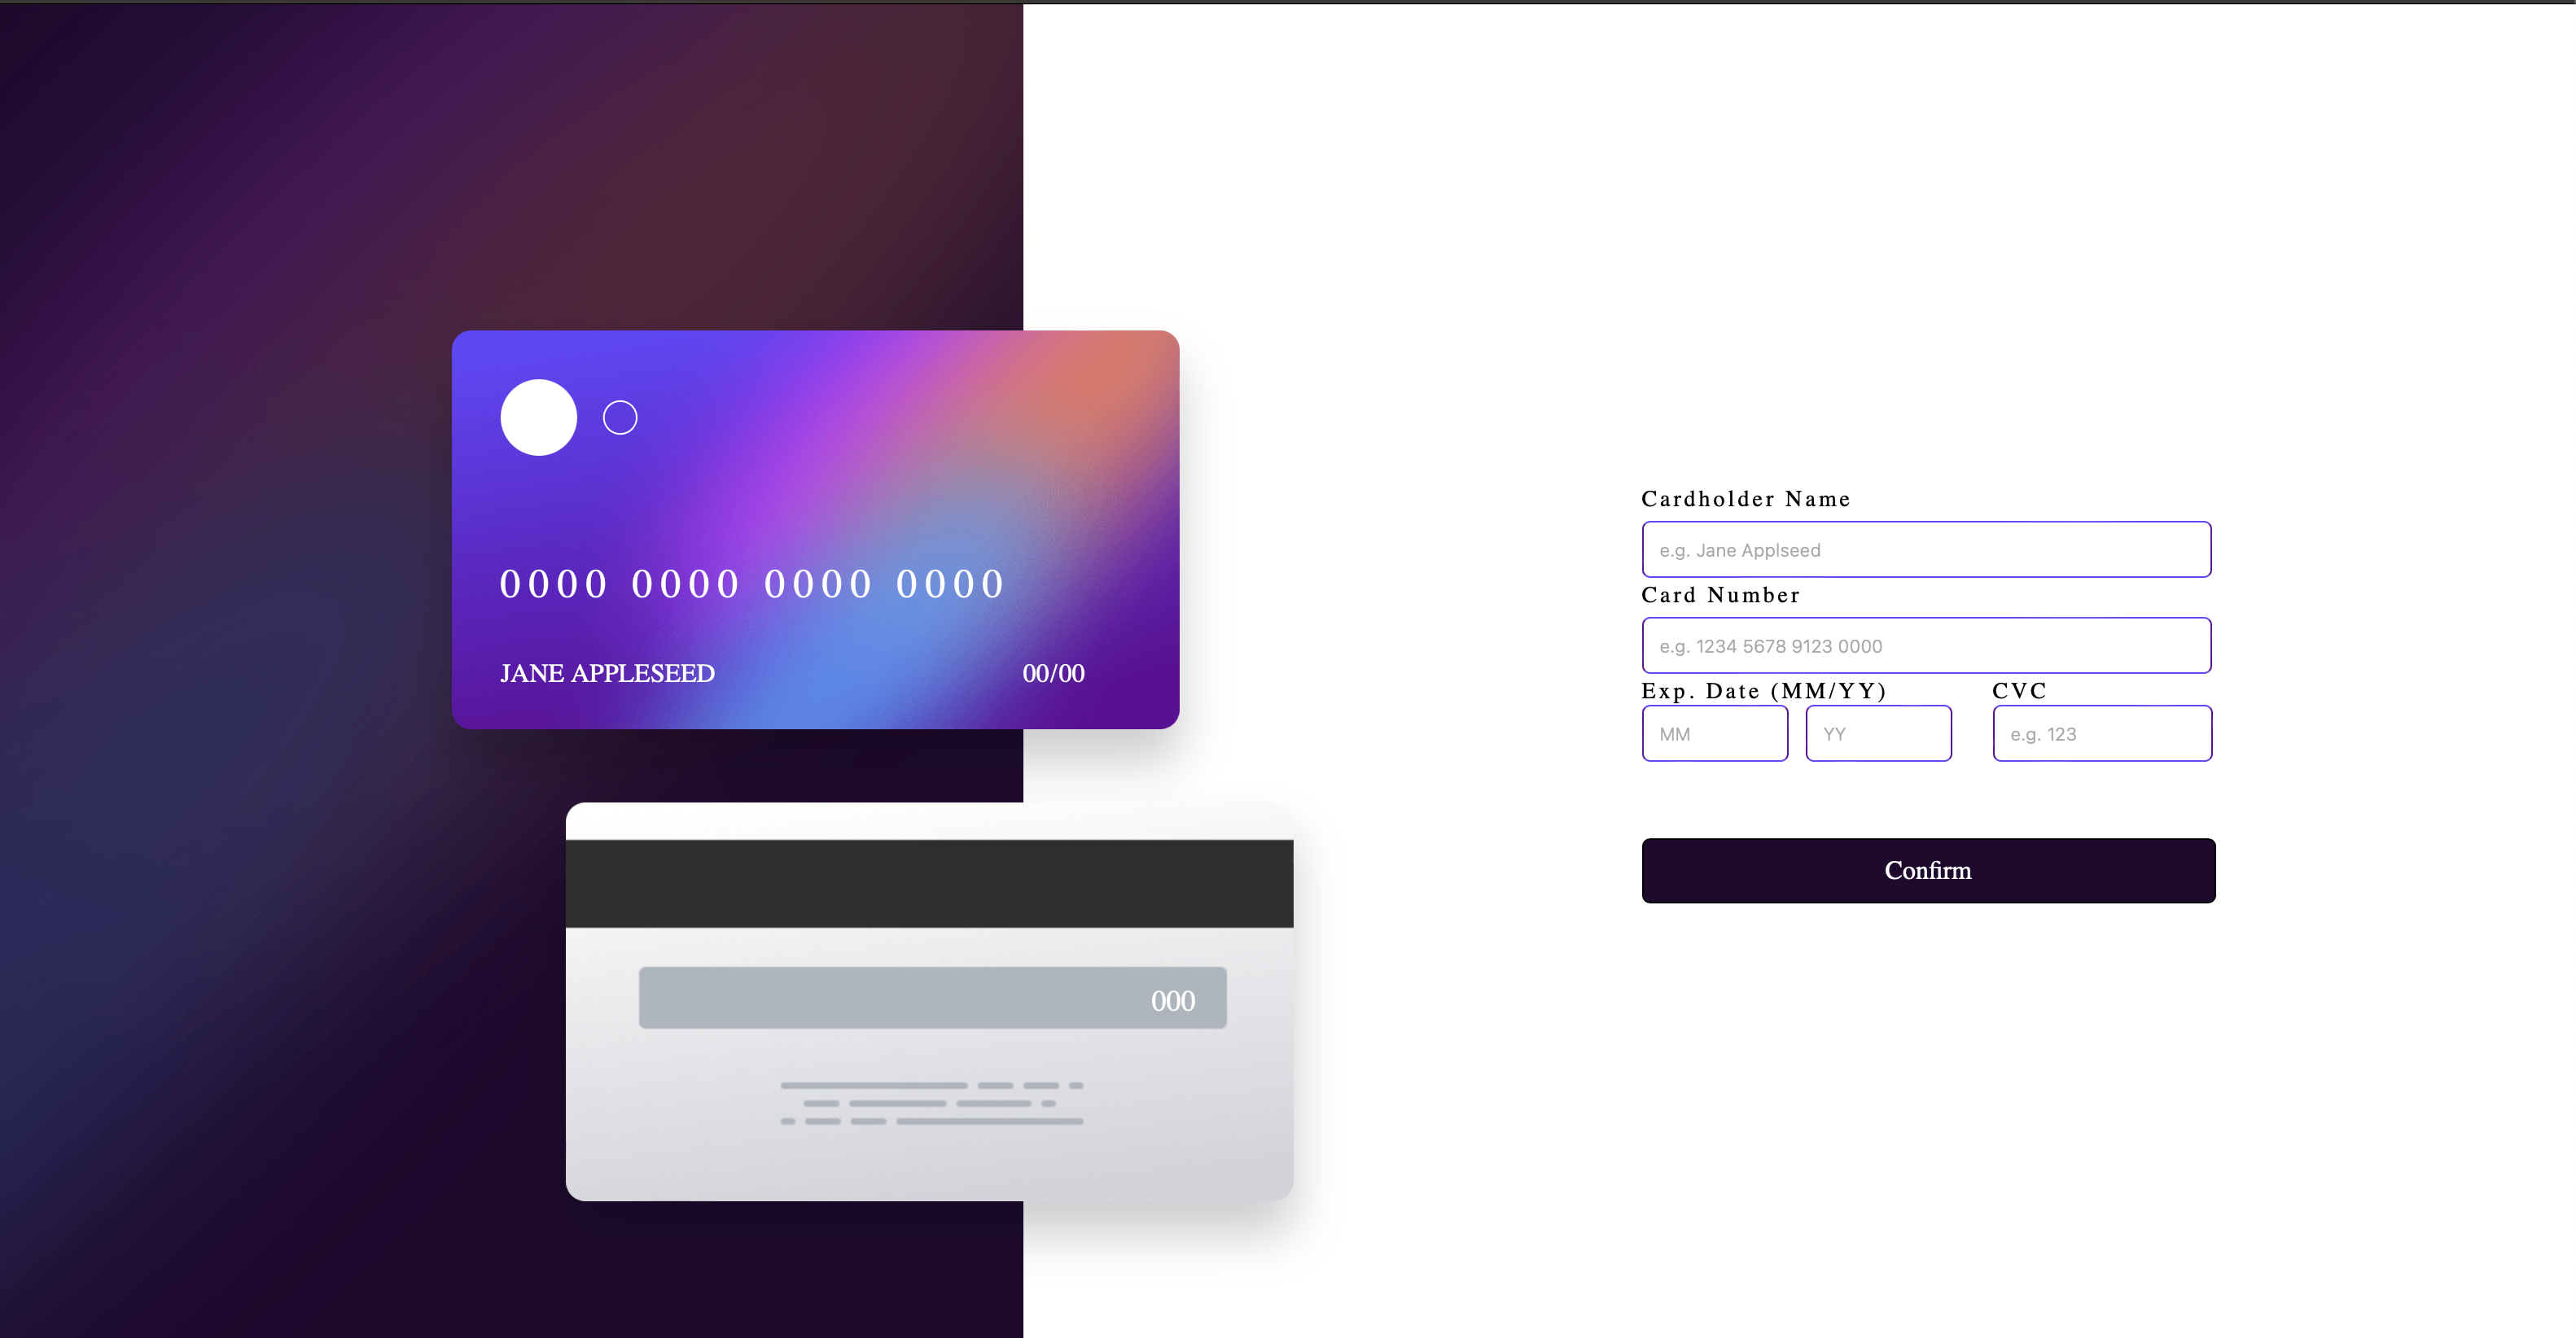 0000 0000 0000 0000
JANE APPLESEED 00/00
000
Cardholder Name
e.g. Jane Applseed
Card Number
e.g. 1234 5678 9123 0000
Exp. Date (MM/YY) CVC
MM YY e.g. 123
Confirm